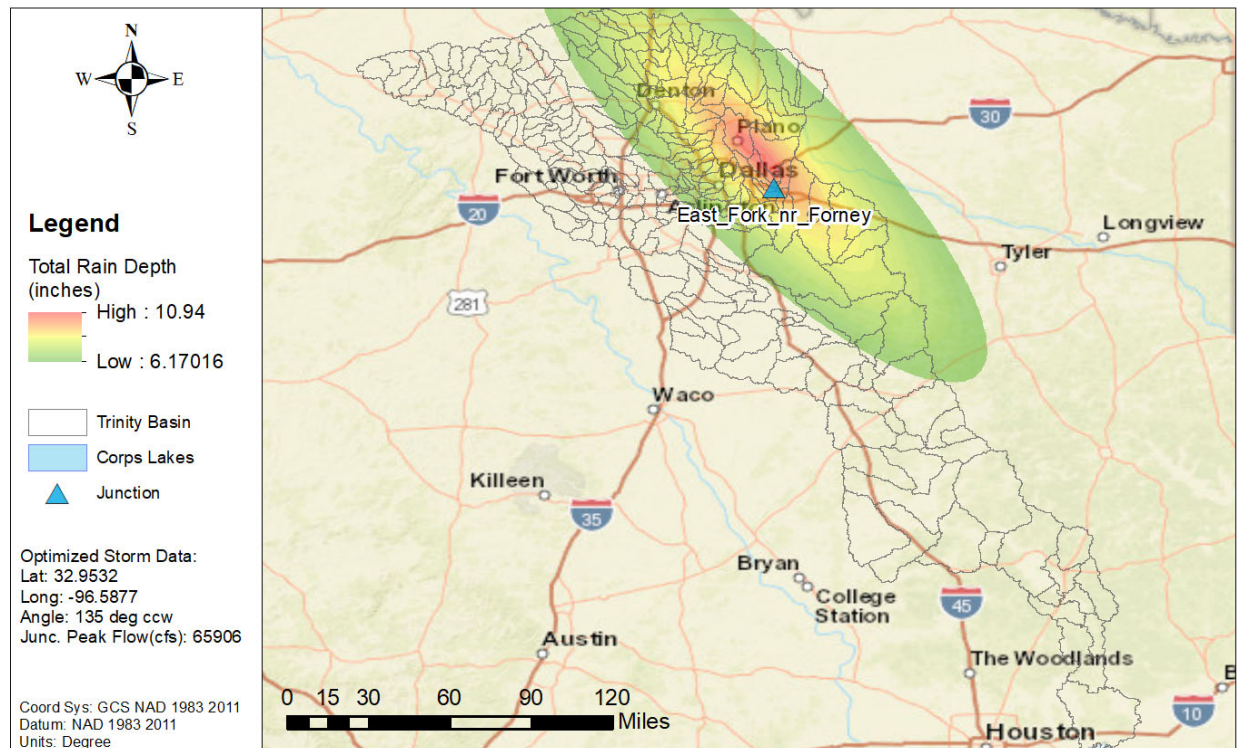 N
W
E
S
Legend
Total Rain Depth
(inches)
High : 10.94
Low : 6.17016
Trinity Basin
Corps Lakes
Junction
Optimized Storm Data:
Lat: 32.9532
Long: -96.5877
Angle: 135 deg ccw
Junc. Peak Flow(cfs): 65906
Coord Sys: GCS NAD 1983 2011
Datum: NAD 1983 2011
Units: Degree
Denton
Plano
30
Dallas
Fort Worth
20
East_Fork_nr_Forney
Longview
Tyler
281
Waco
Killeen
35
Bryan
College
Station
45
Austin
The Woodlands
10
Houston
0 15 30 60 90 120
Miles